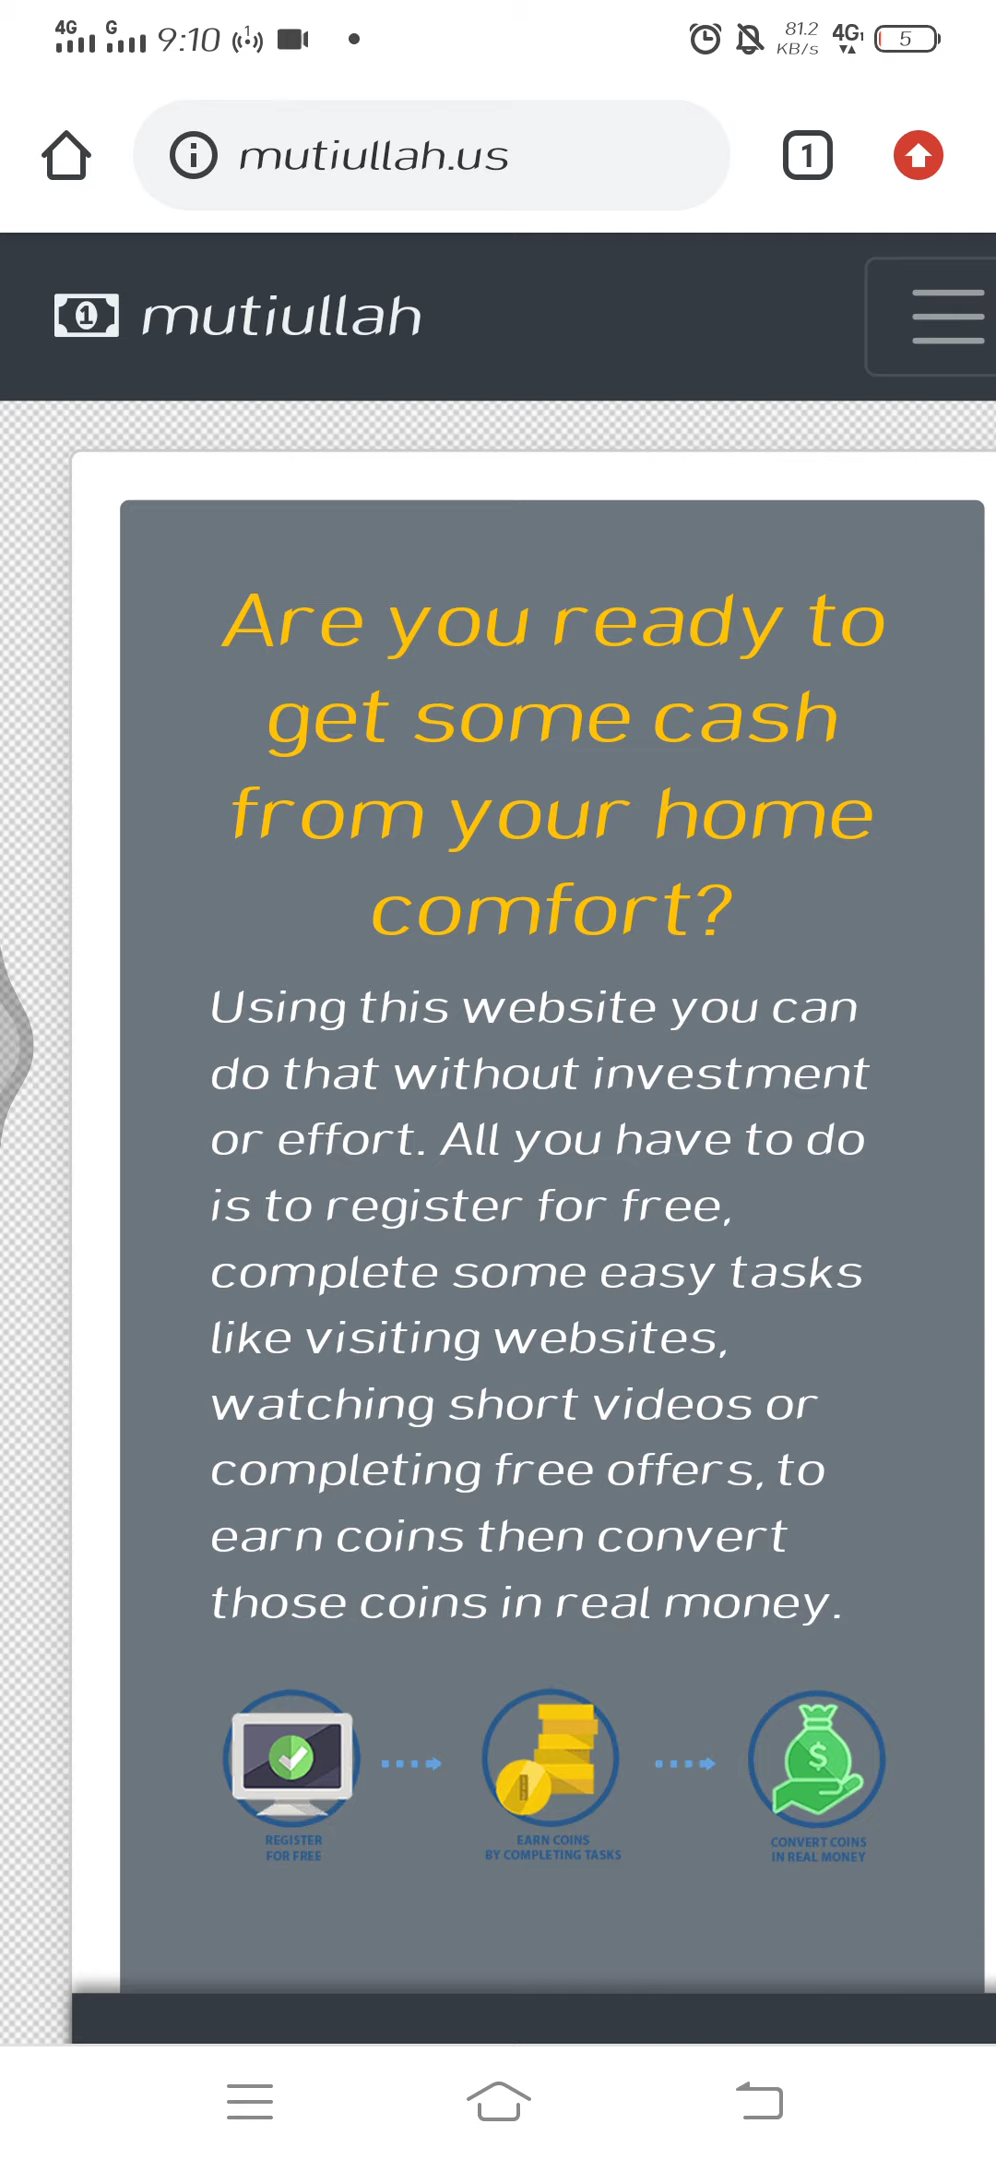 4G G 9:10 81.2 KB/s 4G1 5
mutiullah.us 1
1 mutiullah
Are you ready to
get some cash
from your home
comfort?
Using this website you can
do that without investment
or effort. All you have to do
is to register for free,
complete some easy tasks
like visiting websites,
watching short videos or
completing free offers, to
earn coins then convert
those coins in real money.
REGISTER
FOR FREE
EARN COINS
BY COMPLETING TASKS
$
CONVERT COINS
IN REAL MONEY